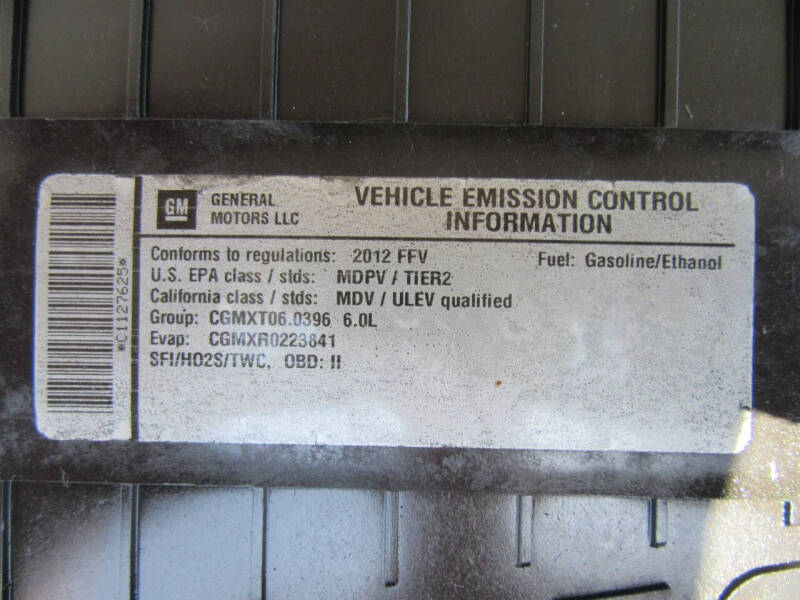 *C1127625*
GM
GENERAL
MOTORS LLC
VEHICLE EMISSION CONTROL
INFORMATION
Conforms to regulations: 2012 FFV
Fuel: Gasoline/Ethanol
U.S. EPA class / stds: MDPV / TIER2
California class / stds: MDV / ULEV qualified
Group: CGMXT06.0396 6.0L
Evap: CGMXR0223841
SFI/HO2S/TWC, OBD: II